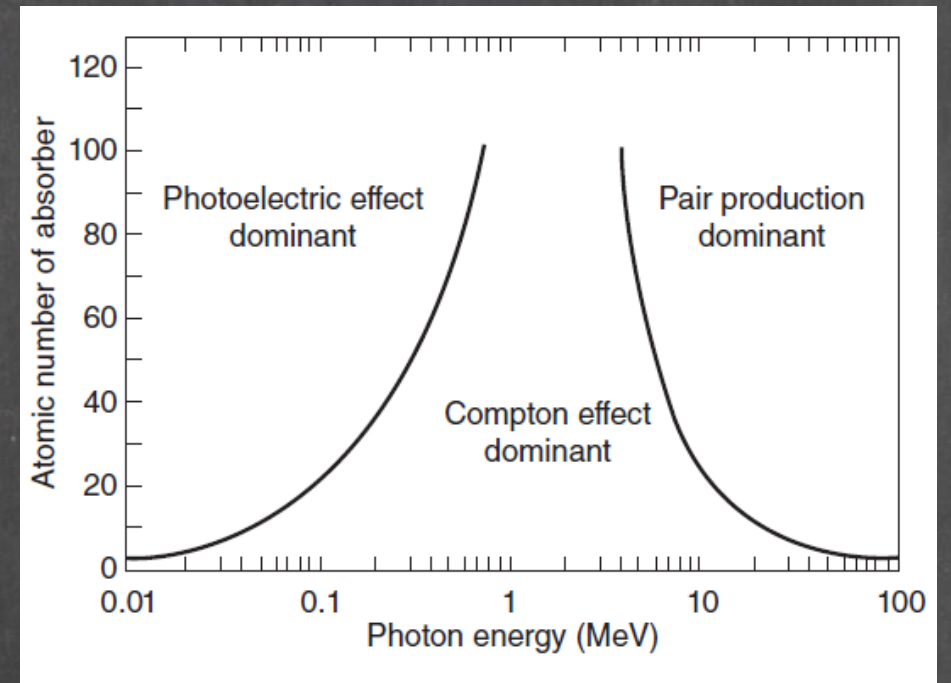 120
100
80
60
40
20
0
Atomic number of absorber
Photoelectric effect
dominant
Pair production
dominant
Compton effect
dominant
0.01
0.1
1
10
100
Photon energy (MeV)